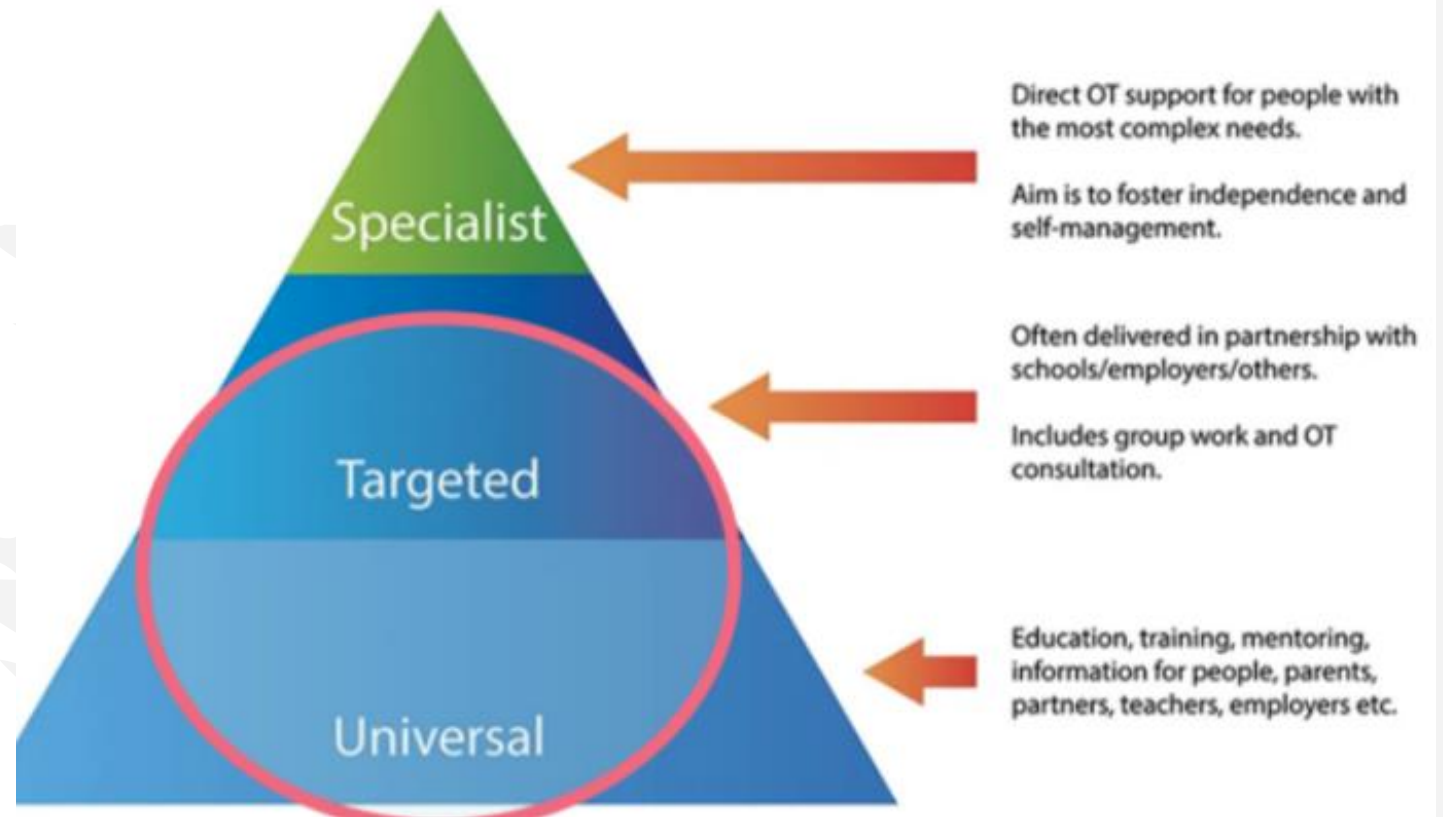 Direct OT support for people with
the most complex needs.
Aim is to foster independence and
self-management.
Specialist
Often delivered in partnership with
schools/employers/others.
Includes group work and OT
consultation.
Targeted
Education, training, mentoring,
information for people, parents,
partners, teachers, employers etc.
Universal